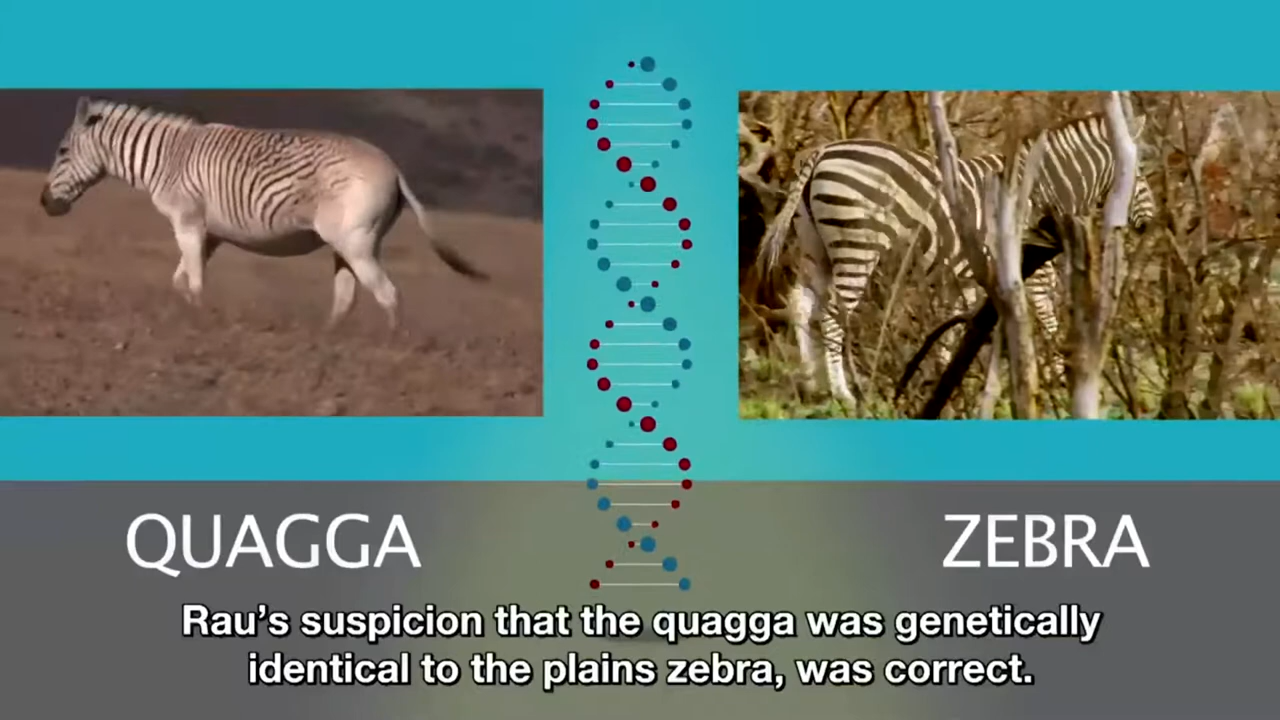 QUAGGA
ZEBRA
Rau's suspicion that the quagga was genetically
identical to the plains zebra, was correct.